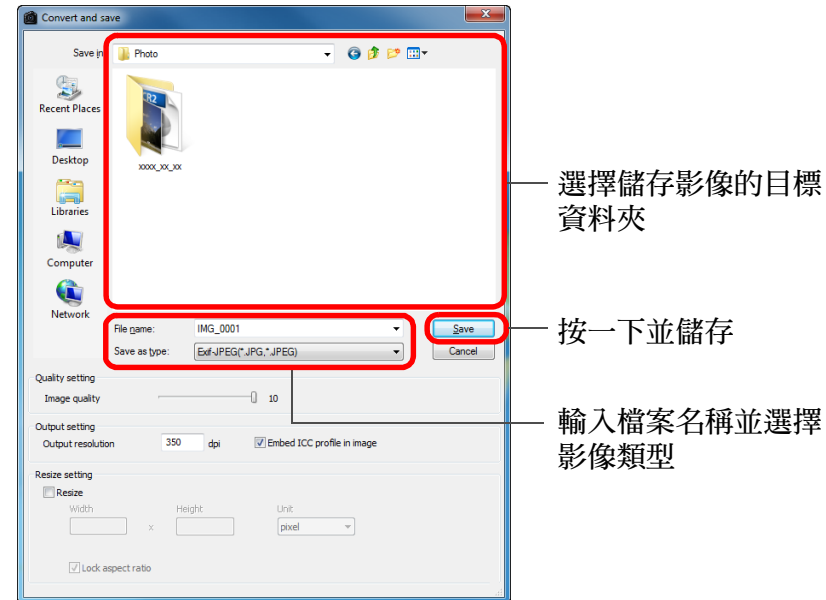 Convert and save
Save in:
Photo
CR2
Recent Places
xxxx_xx_xx
Desktop
Libraries
Computer
Network
File name: IMG_0001 Save
Save as type: Exif-JPEG(*.JPG,*.JPEG) Cancel
Quality setting
Image quality 10
Output setting
Output resolution 350 dpi Embed ICC profile in image
Resize setting
Resize
Width Height Unit
x pixel
Lock aspect ratio
選擇儲存影像的目標
資料夾
按一下並儲存
輸入檔案名稱並選擇
影像類型